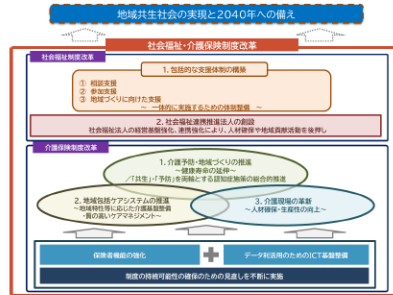 地域共生社会の実現と2040年への備え
社会福祉・介護保険制度改革
社会福祉制度改革
1. 包括的な支援体制の構築
① 相談支援
② 参加支援
③ 地域づくりに向けた支援
～ 一体的に実施するための体制整備 ～
2. 社会福祉連携推進法人の創設
社会福祉法人の経営基盤強化、連携強化により、人材確保や地域貢献活動を後押し
介護保険制度改革
1. 介護予防・地域づくりの推進
～健康寿命の延伸～
／「共生」・「予防」を両輪とする認知症施策の総合的推進
2. 地域包括ケアシステムの推進
～地域特性等に応じた介護基盤整備
・質の高いケアマネジメント～
3. 介護現場の革新
～人材確保・生産性の向上～
保険者機能の強化
データ利活用のためのICT基盤整備
制度の持続可能性の確保のための見直しを不断に実施